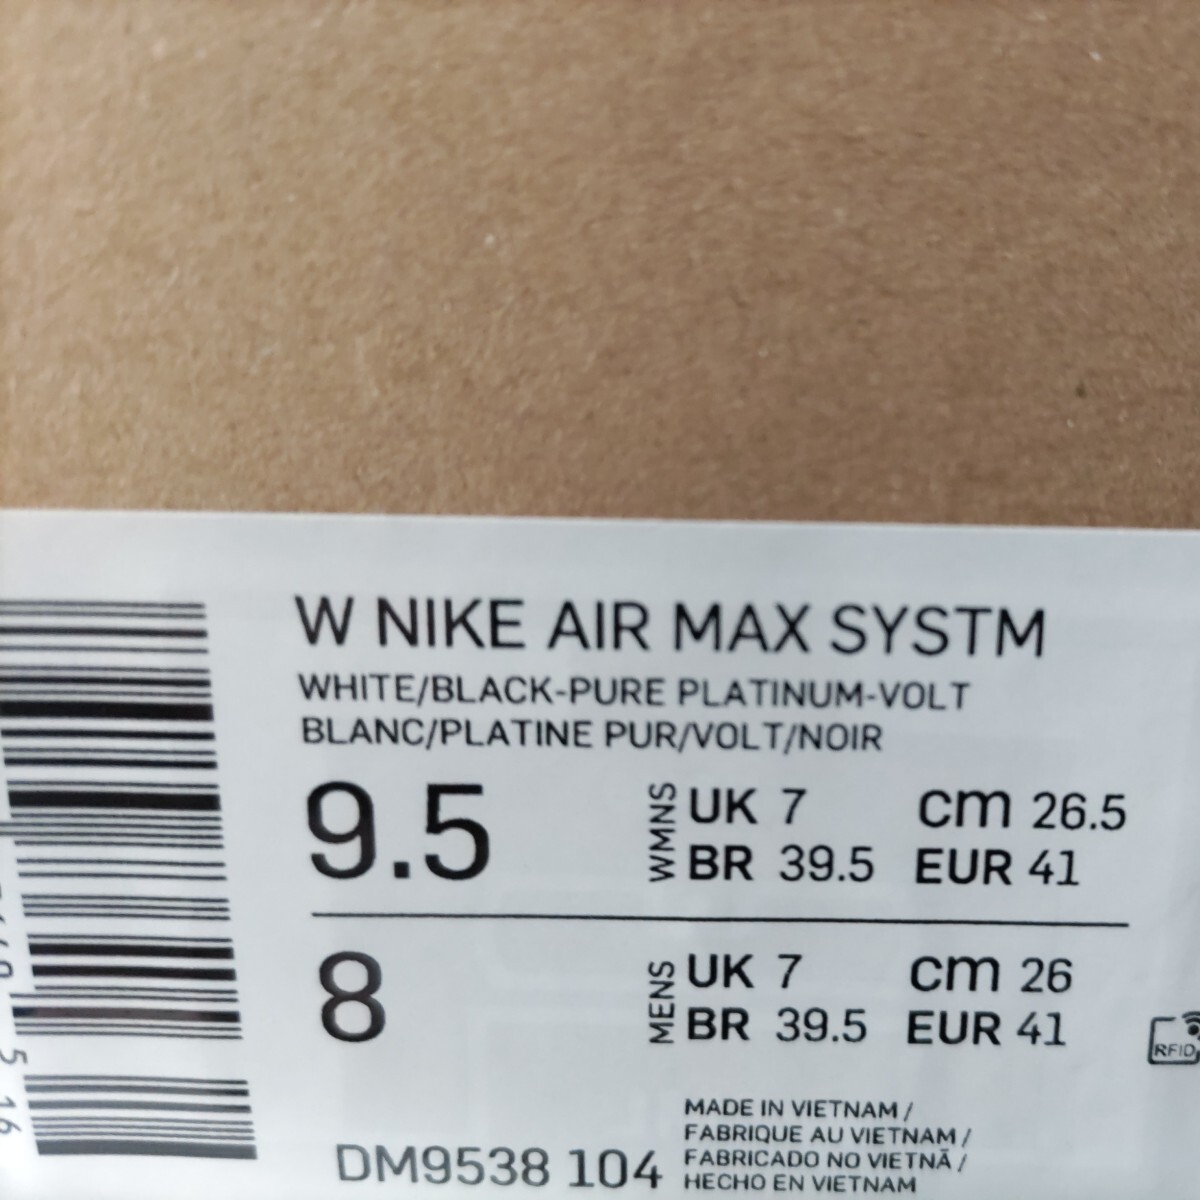 W NIKE AIR MAX SYSTM
WHITE/BLACK-PURE PLATINUM-VOLT
BLANC/PLATINE PUR/VOLT/NOIR
9.5 WMNS UK 7 cm 26.5
BR 39.5 EUR 41
8 MENS UK 7 cm 26
BR 39.5 EUR 41
RFID
MADE IN VIETNAM /
FABRIQUE AU VIETNAM /
FABRICADO NO VIETNÃ /
HECHO EN VIETNAM
DM9538 104